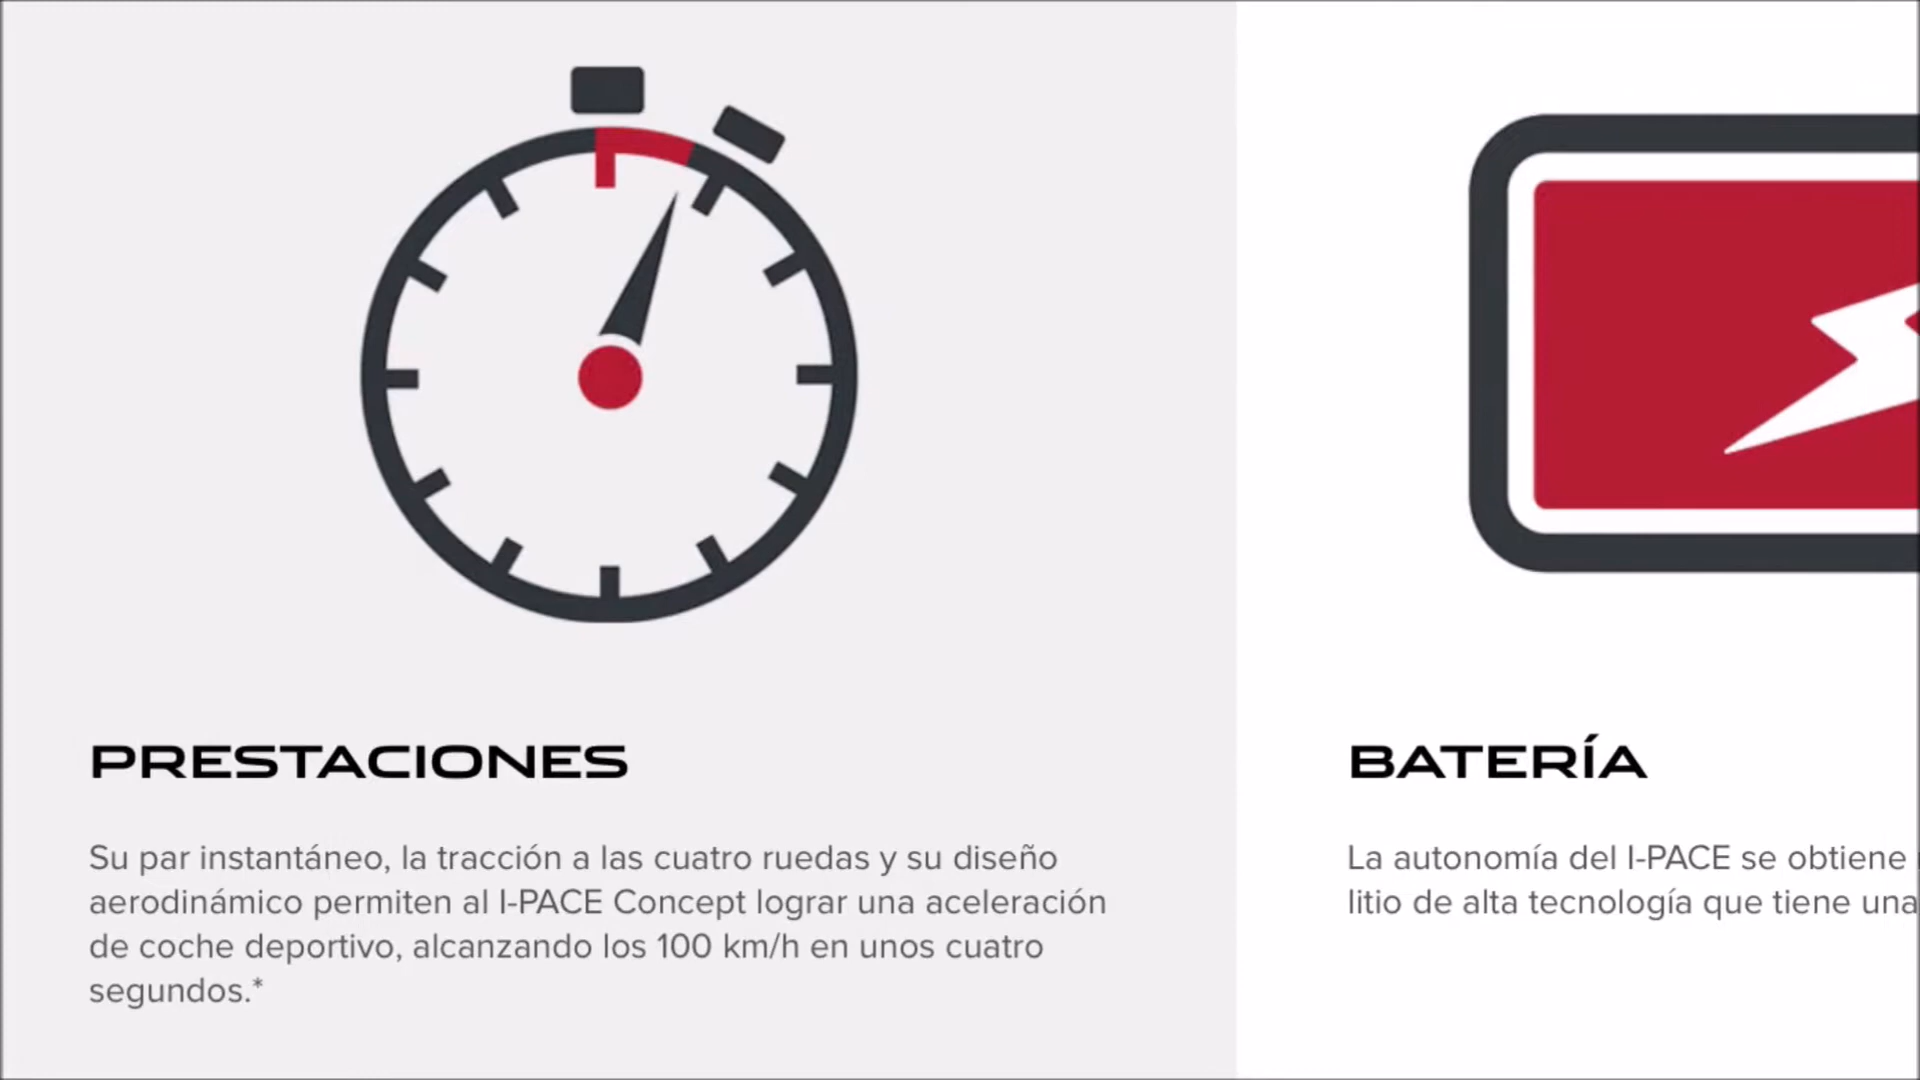 PRESTACIONES
Su par instantáneo, la tracción a las cuatro ruedas y su diseño
aerodinámico permiten al I-PACE Concept lograr una aceleración
de coche deportivo, alcanzando los 100 km/h en unos cuatro
segundos.*
BATERÍA
La autonomía del I-PACE se obtiene
litio de alta tecnología que tiene una